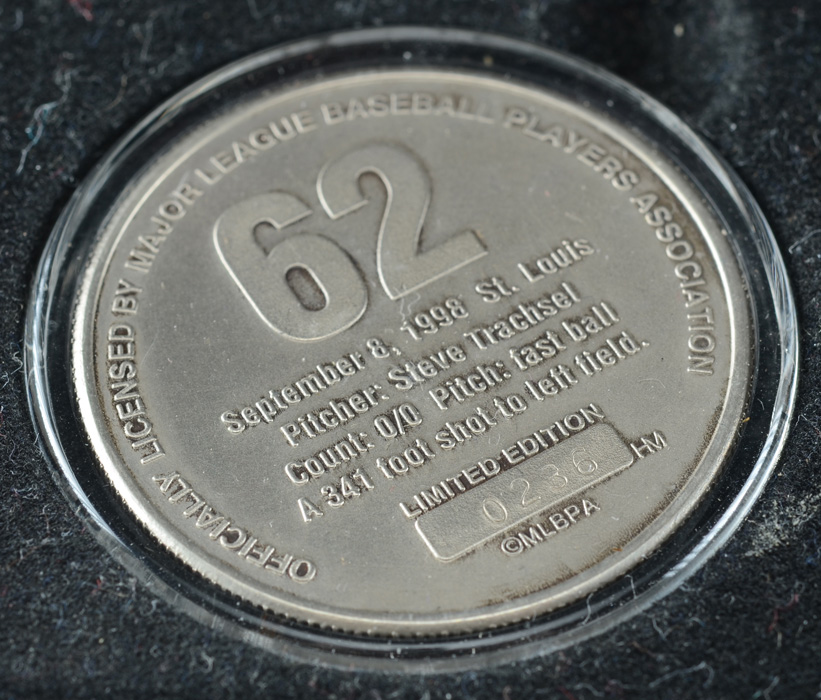 OFFICIALLY LICENSED BY MAJOR LEAGUE BASEBALL PLAYERS ASSOCIATION
62
September 8, 1998 St. Louis
Pitcher: Steve Trachsel
Count: 0/0 Pitch: fast ball
A 341 foot shot to left field.
LIMITED EDITION
0236 HM
©MLBPA